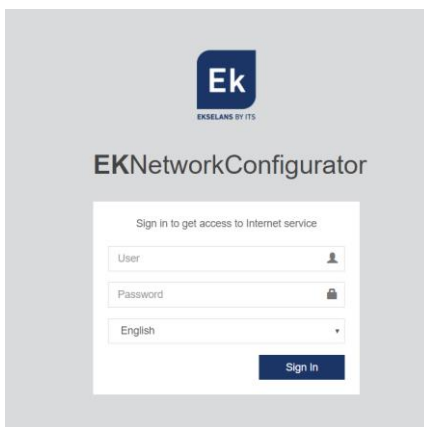 Ek
EKSELANS BY ITS
EKNetworkConfigurator
Sign in to get access to Internet service
User
Password
English
Sign In